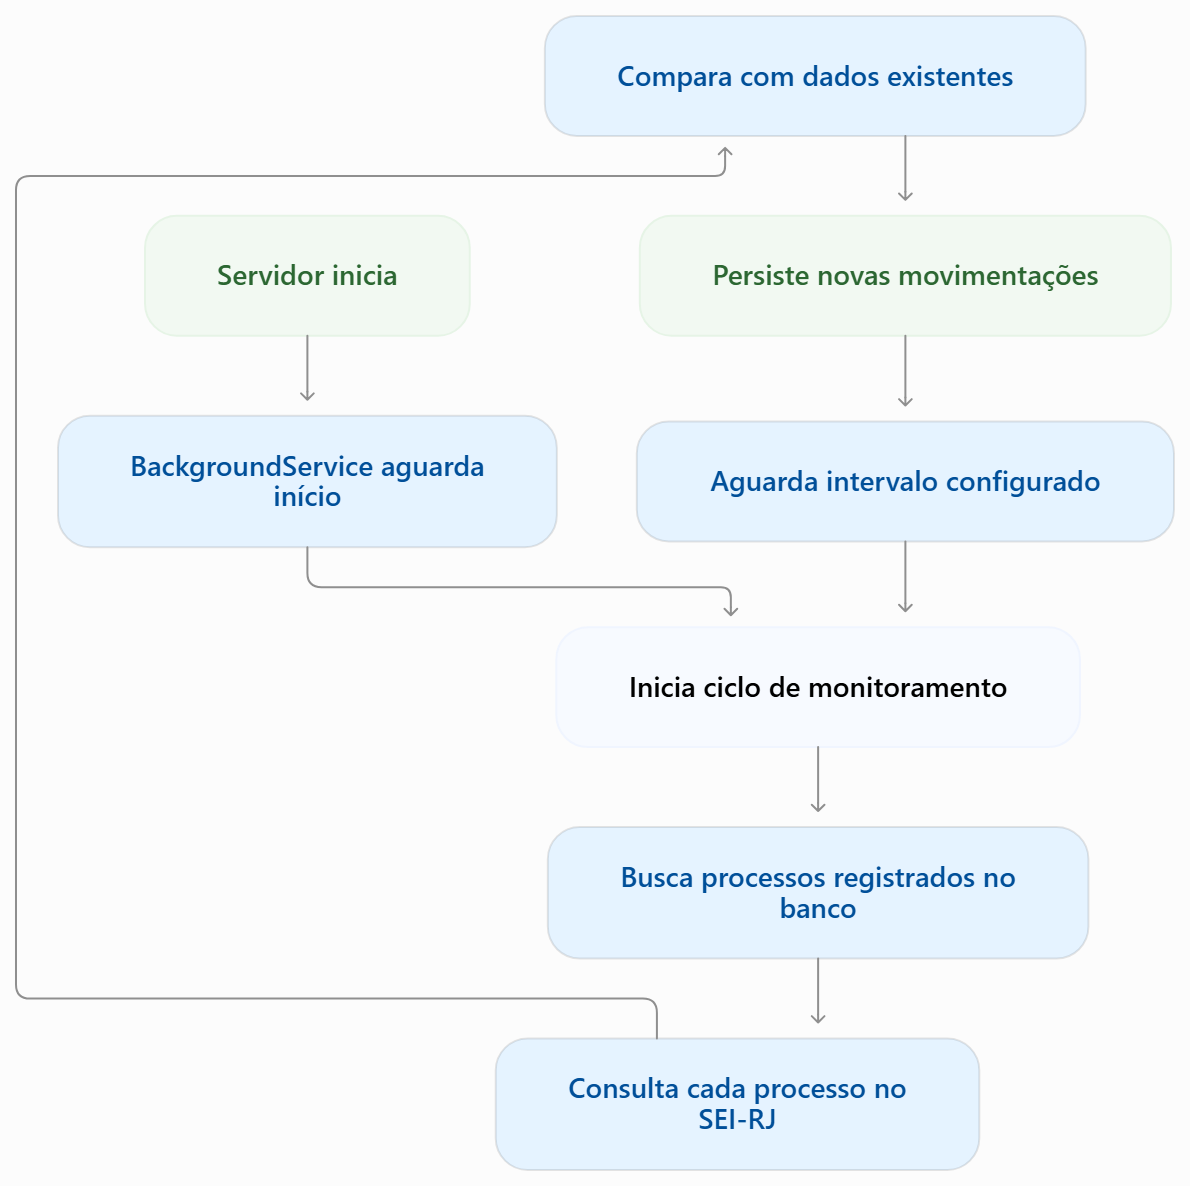 Compara com dados existentes
Servidor inicia
Persiste novas movimentações
BackgroundService aguarda
início
Aguarda intervalo configurado
Inicia ciclo de monitoramento
Busca processos registrados no
banco
Consulta cada processo no
SEI-RJ